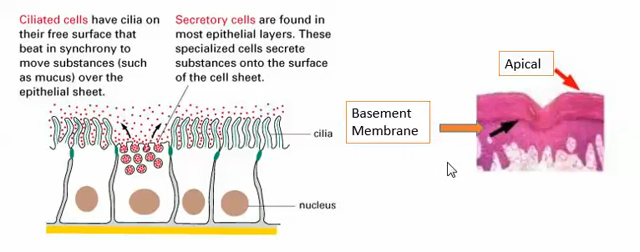 Ciliated cells have cilia on
their free surface that
beat in synchrony to
move substances (such
as mucus) over the
epithelial sheet.
Secretory cells are found in
most epithelial layers. These
specialized cells secrete
substances onto the surface
of the cell sheet.
cilia
nucleus
Apical
Basement
Membrane